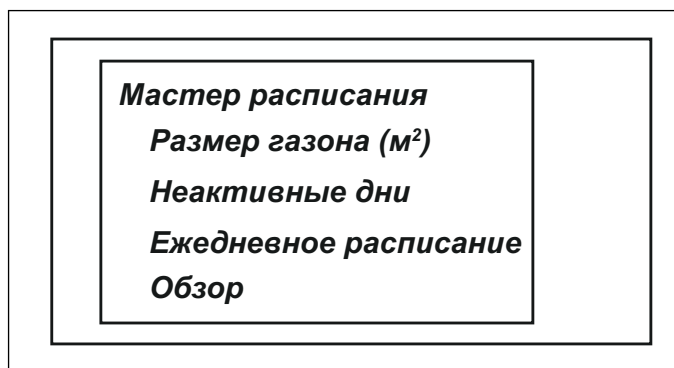 Мастер расписания
Размер газона (м²)
Неактивные дни
Ежедневное расписание
Обзор